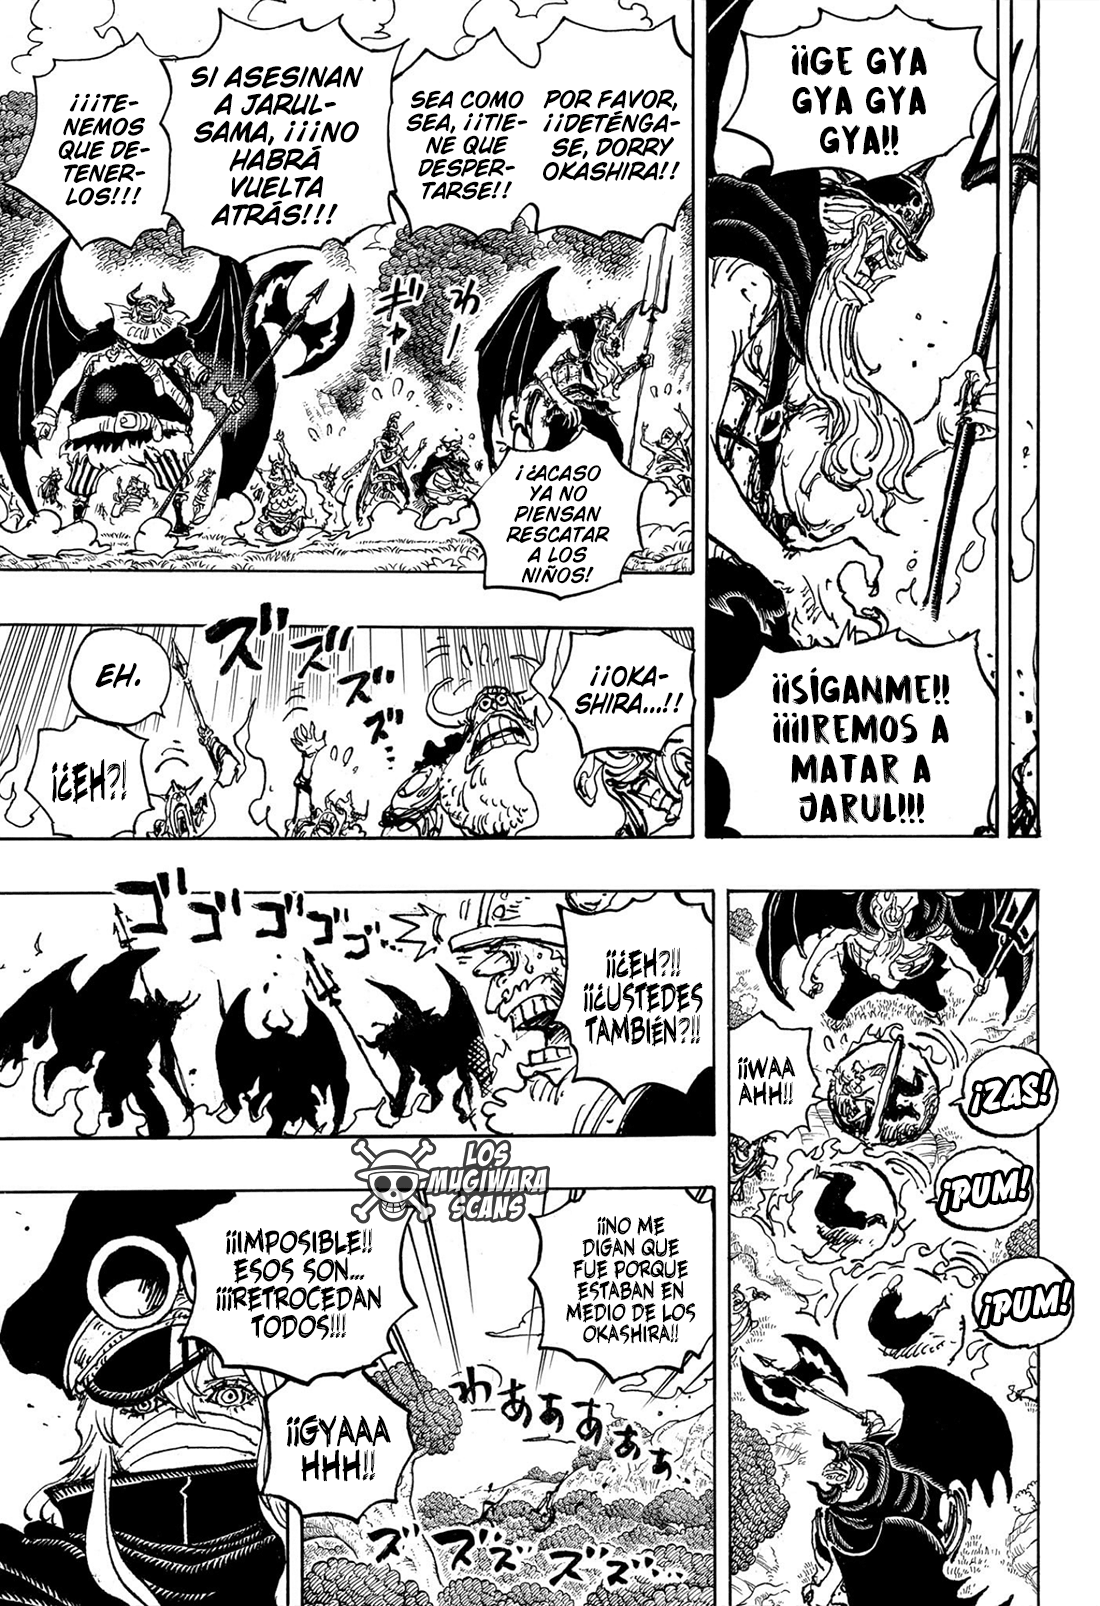 ¡¡GE GYA
GYA GYA
GYA!!
¡¡SÍGANME!!
¡¡¡¡IREMOS A
MATAR A
JARUL!!!
POR FAVOR,
¡¡DETÉNGA-
SE, DORRY
OKASHIRA!!
SEA COMO
SEA, ¡¡TIE-
NE QUE
DESPER-
TARSE!!
わー
¡¿ACASO
YA NO
PIENSAN
RESCATAR
A LOS
NIÑOS!
SI ASESINAN
A JARUL-
SAMA, ¡¡¡NO
HABRÁ
VUELTA
ATRÁS!!!
ギャー
¡¡¡TE-
NEMOS
QUE DE-
TENER-
LOS!!!
¡¡OKA-
SHIRA...!!
ズズズズ...
EH.
¡¿EH?!
¡¡WAA
AHH!!
¡ZAS!
¡PUM!
¡PUM!
¡¡¿EH?!!
¡¡¿USTEDES
TAMBIÉN?!!
ゴゴゴゴゴ...
¡¡NO ME
DIGAN QUE
FUE PORQUE
ESTABAN EN
MEDIO DE LOS
OKASHIRA!!
わあああああ..
ズズズズズ..
¡¡IMPOSIBLE!!
ESOS SON...
¡¡¡RETROCEDAN
TODOS!!!
¡¡GYAAA
HHH!!
LOS
MUGIWARA
SCANS